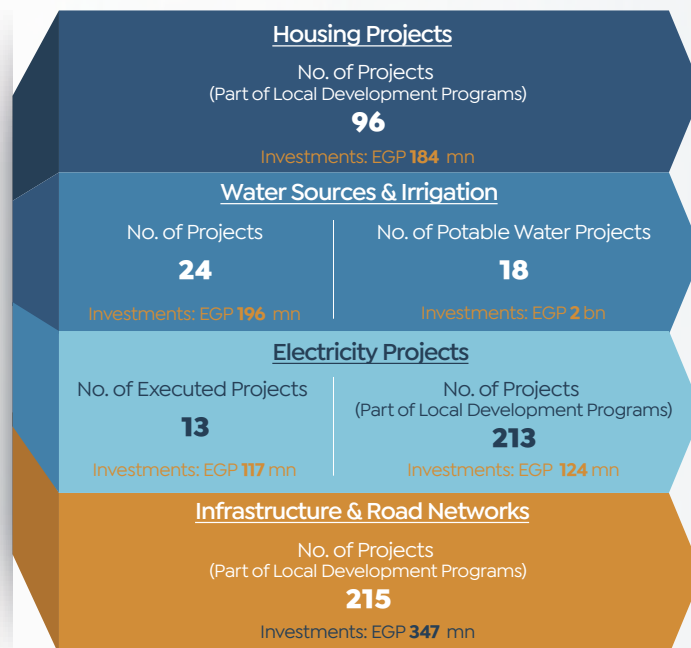 Housing Projects
No. of Projects
(Part of Local Development Programs)
96
Investments: EGP 184 mn
Water Sources & Irrigation
No. of Projects
24
Investments: EGP 196 mn
No. of Potable Water Projects
18
Investments: EGP 2 bn
Electricity Projects
No. of Executed Projects
13
Investments: EGP 117 mn
No. of Projects
(Part of Local Development Programs)
213
Investments: EGP 124 mn
Infrastructure & Road Networks
No. of Projects
(Part of Local Development Programs)
215
Investments: EGP 347 mn